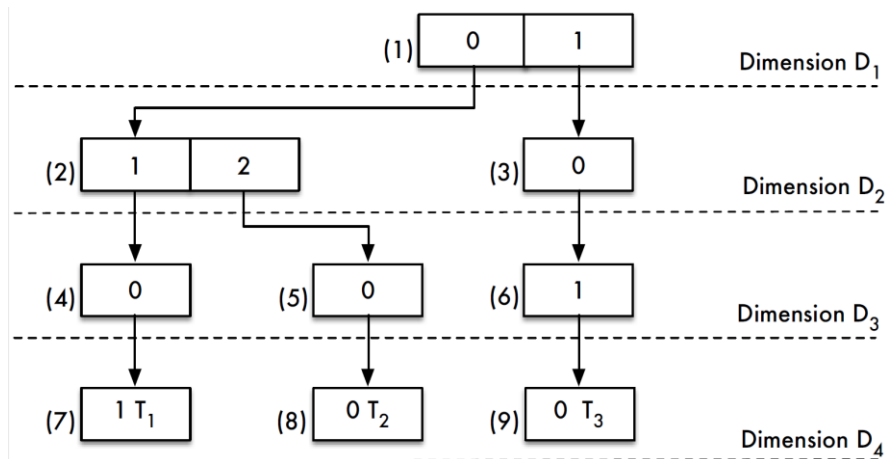 (1) 0 1
Dimension D₁
(2) 1 2 (3) 0
Dimension D₂
(4) 0 (5) 0 (6) 1
Dimension D₃
(7) 1 T₁ (8) 0 T₂ (9) 0 T₃
Dimension D₄